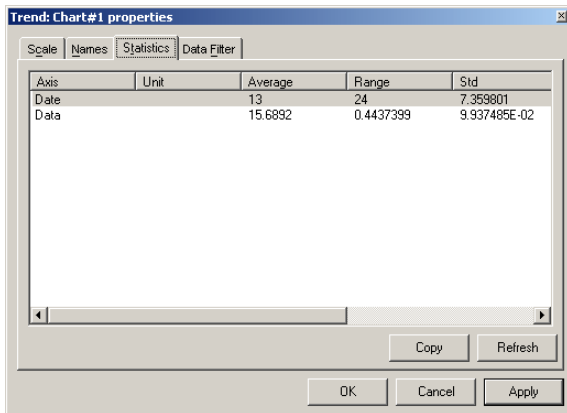 Trend: Chart#1 properties
Scale Names Statistics Data Filter
Axis Unit Average Range Std
Date 13 24 7.359801
Data 15.6892 0.4437399 9.937485E-02
Copy Refresh
OK Cancel Apply